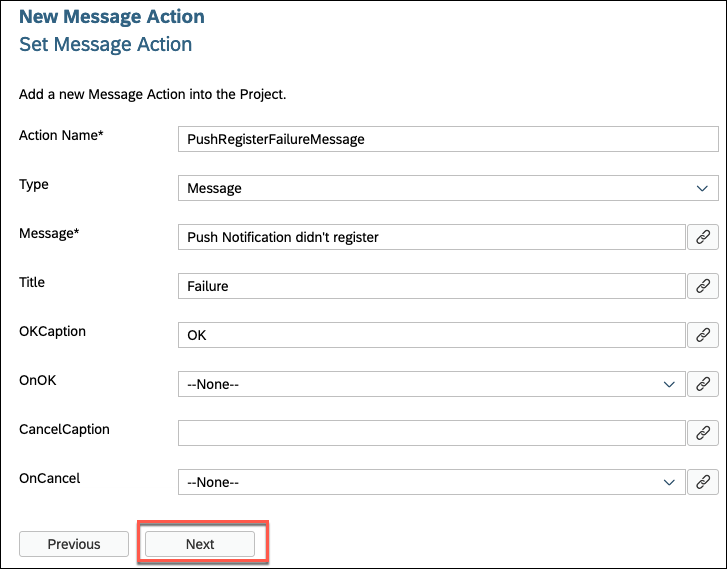 New Message Action
Set Message Action
Add a new Message Action into the Project.
Action Name* PushRegisterFailureMessage
Type Message
Message* Push Notification didn't register
Title Failure
OKCaption OK
OnOK --None--
CancelCaption
OnCancel --None--
Previous Next